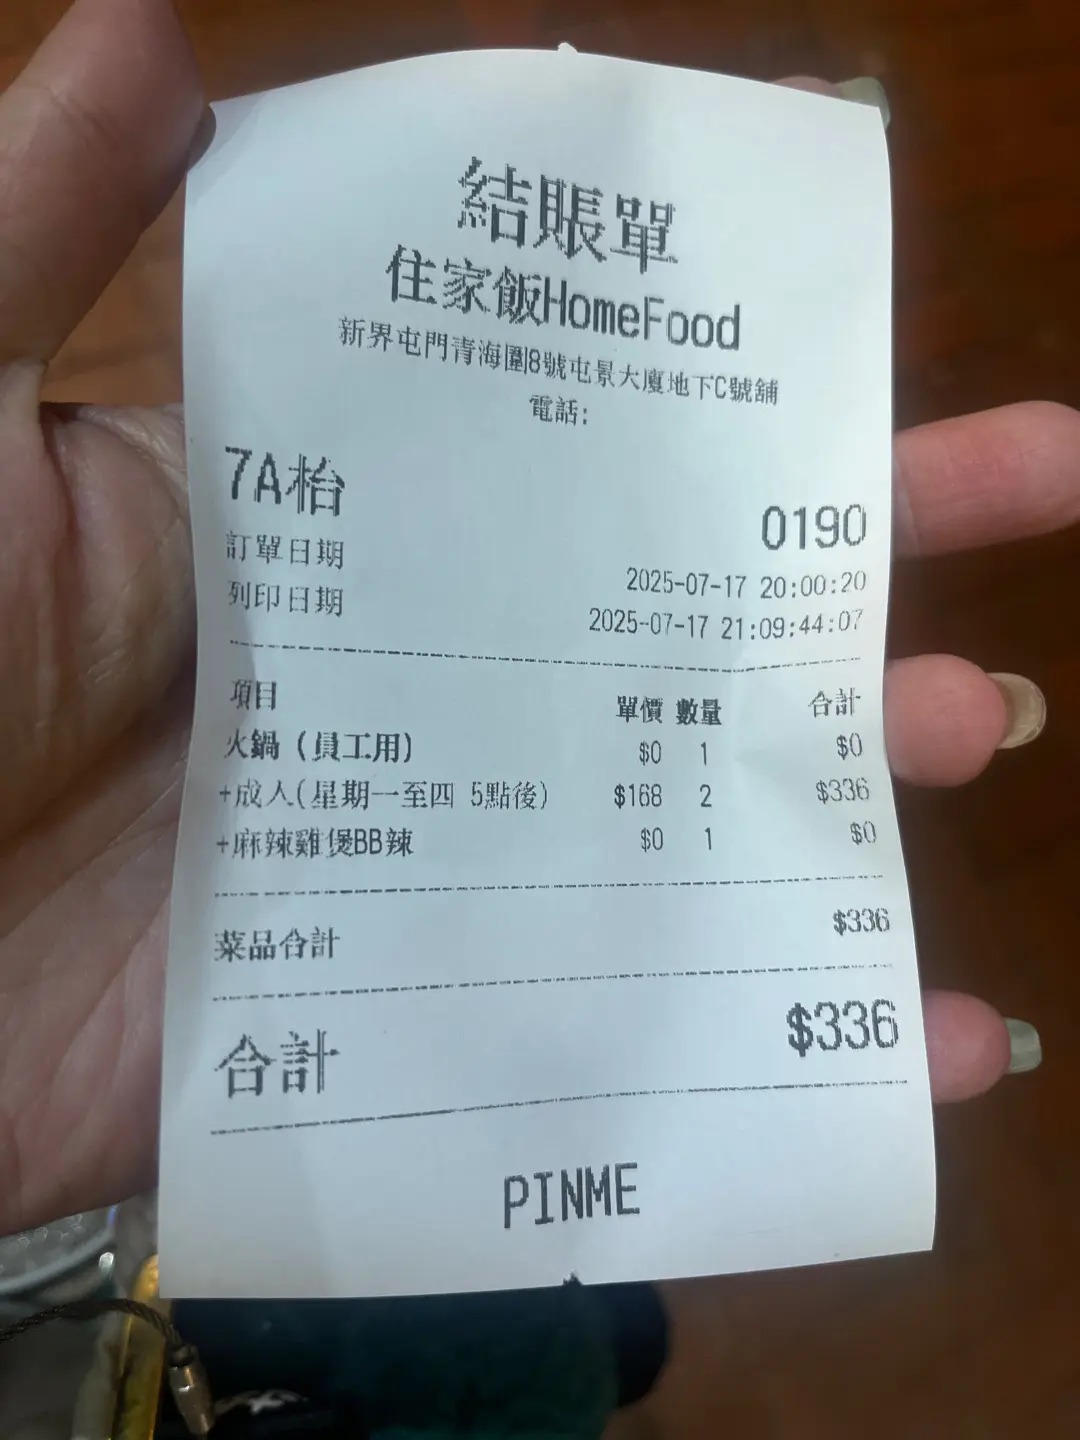 結賬單
住家飯HomeFood
新界屯門青海圍8號屯景大廈地下C號舖
電話:
7A枱
0190
訂單日期 2025-07-17 20:00:20
列印日期 2025-07-17 21:09:44:07
項目 單價 數量 合計
火鍋（員工用） $0 1 $0
+成人(星期一至四 5點後) $168 2 $336
+麻辣雞煲BB辣 $0 1 $0
菜品合計 $336
合計 $336
PINME